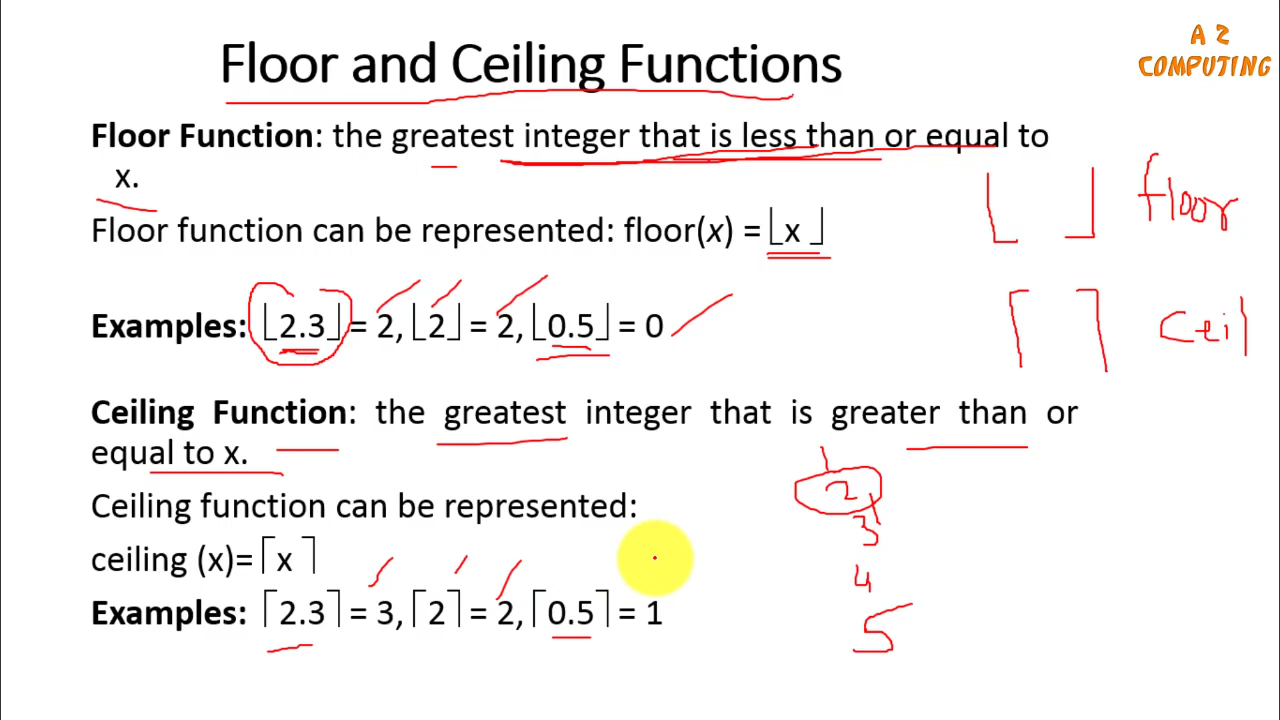 A Z
COMPUTING
Floor and Ceiling Functions
Floor Function: the greatest integer that is less than or equal to
x.
Floor function can be represented: floor(x) = ⌊x ⌋
⌊ ⌋ floor
Examples: ⌊2.3⌋ = 2, ⌊2⌋ = 2, ⌊0.5⌋ = 0
⌈ ⌉ Ceil
Ceiling Function: the greatest integer that is greater than or
equal to x.
1
2
3
4
5
Ceiling function can be represented:
ceiling (x)= ⌈x ⌉
Examples: ⌈2.3⌉ = 3, ⌈2⌉ = 2, ⌈0.5⌉ = 1